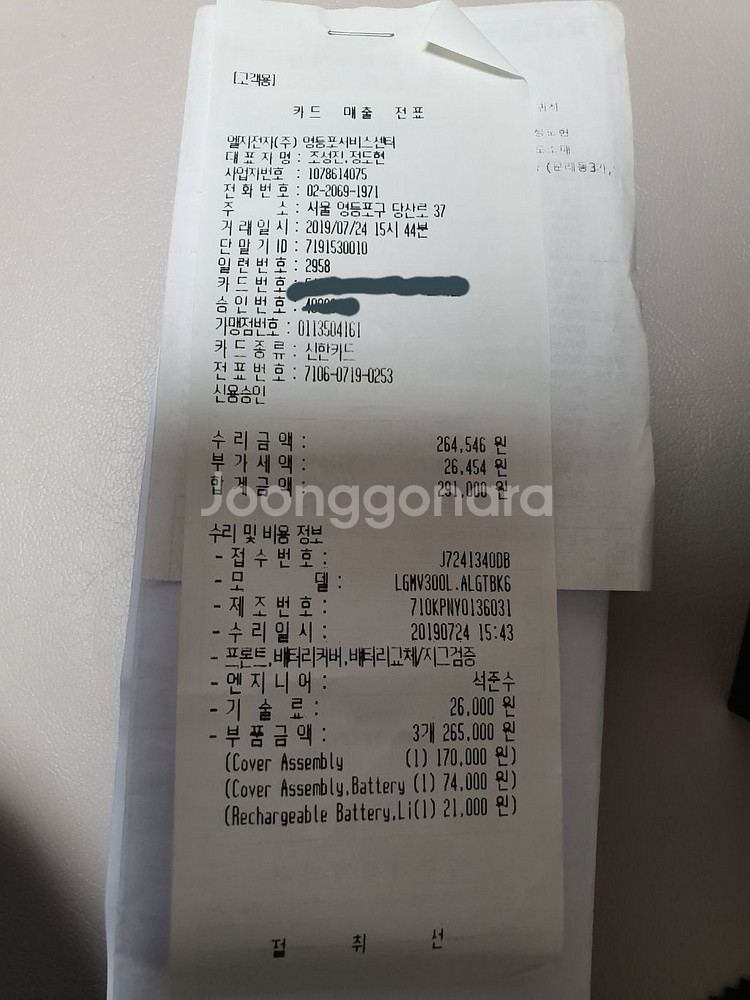 [고객용]
카드 매출 전표
엘지전자(주) 영등포서비스센터
대표자명 : 조성진,정도현
사업자번호 : 1078614075
전화번호 : 02-2069-1971
주 소 : 서울 영등포구 당산로 37
거래일시 : 2019/07/24 15시 44분
단말기ID : 7191530010
일련번호 : 2958
카드번호 :
승인번호 :
가맹점번호 : 0113504161
카드종류 : 신한카드
전표번호 : 7106-0719-0253
신용승인
수리금액 : 264,546 원
부가세액 : 26,454 원
합계금액 : 291,000 원
Joonggonara
수리 및 비용 정보
- 접수번호 : J7241340DB
- 모 델 : LGMV300L.ALGTBK6
- 제조번호 : 710KPNY0136031
- 수리일시 : 20190724 15:43
- 프론트,배터리커버,배터리교체/지그검증
- 엔지니어 : 석준수
- 기술료 : 26,000 원
- 부품금액 : 3개 265,000 원
(Cover Assembly (1) 170,000 원)
(Cover Assembly,Battery (1) 74,000 원)
(Rechargeable Battery,Li(1) 21,000 원)
절 취 선